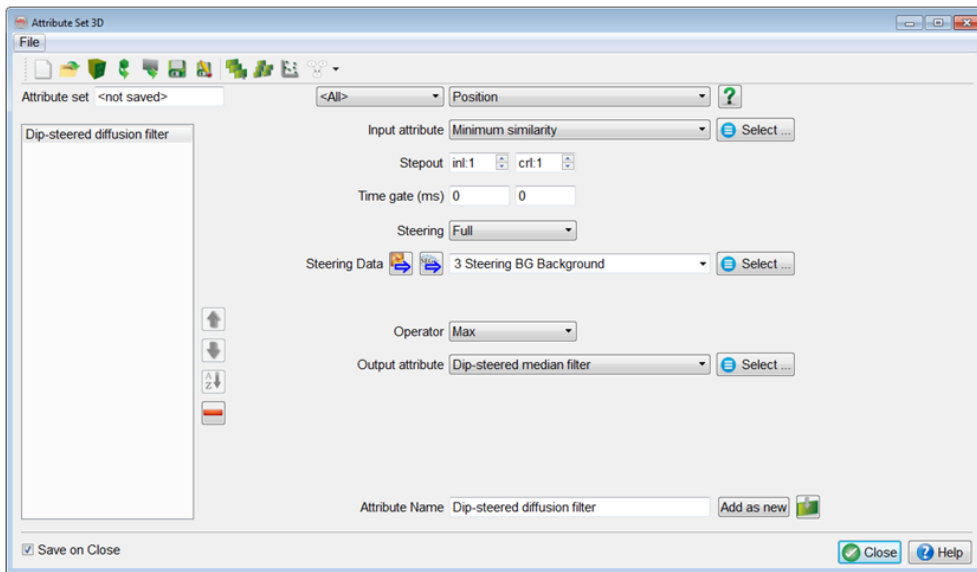 Attribute Set 3D
File
Attribute set <not saved> <All> Position ?
Dip-steered diffusion filter
Input attribute Minimum similarity Select ...
Stepout inl:1 crl:1
Time gate (ms) 0 0
Steering Full
Steering Data 3 Steering BG Background Select ...
Operator Max
Output attribute Dip-steered median filter Select ...
A
Z
Attribute Name Dip-steered diffusion filter Add as new
Save on Close Close ? Help